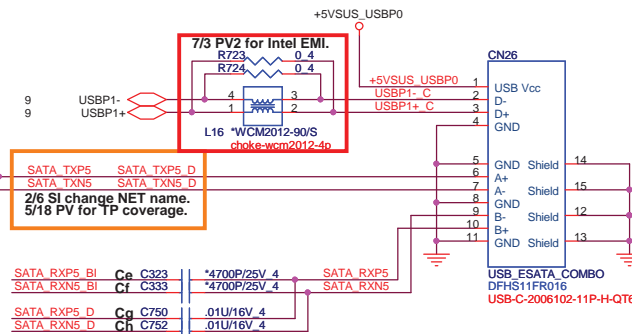 +5VSUS_USBP0
7/3 PV2 for Intel EMI.
R723 0_4
R724 0_4
CN26
+5VSUS_USBP0 1 USB Vcc
9 USBP1- 4 3 USBP1-_C 2 D-
9 USBP1+ 1 2 USBP1+_C 3 D+
4 GND
L16 *WCM2012-90/S
choke-wcm2012-4p
5 GND Shield 14
SATA_TXP5 SATA_TXP5_D 6 A+
SATA_TXN5 SATA_TXN5_D 7 A- Shield 15
2/6 SI change NET name. 8 GND
5/18 PV for TP coverage. 9 B- Shield 12
10 B+
11 GND Shield 13
SATA_RXP5_BI Ce C323 *4700P/25V_4 SATA_RXP5
SATA_RXN5_BI Cf C333 *4700P/25V_4 SATA_RXN5
USB_ESATA_COMBO
DFHS11FR016
USB-C-2006102-11P-H-QT6
SATA_RXP5_D Cg C750 .01U/16V_4
SATA_RXN5_D Ch C752 .01U/16V_4